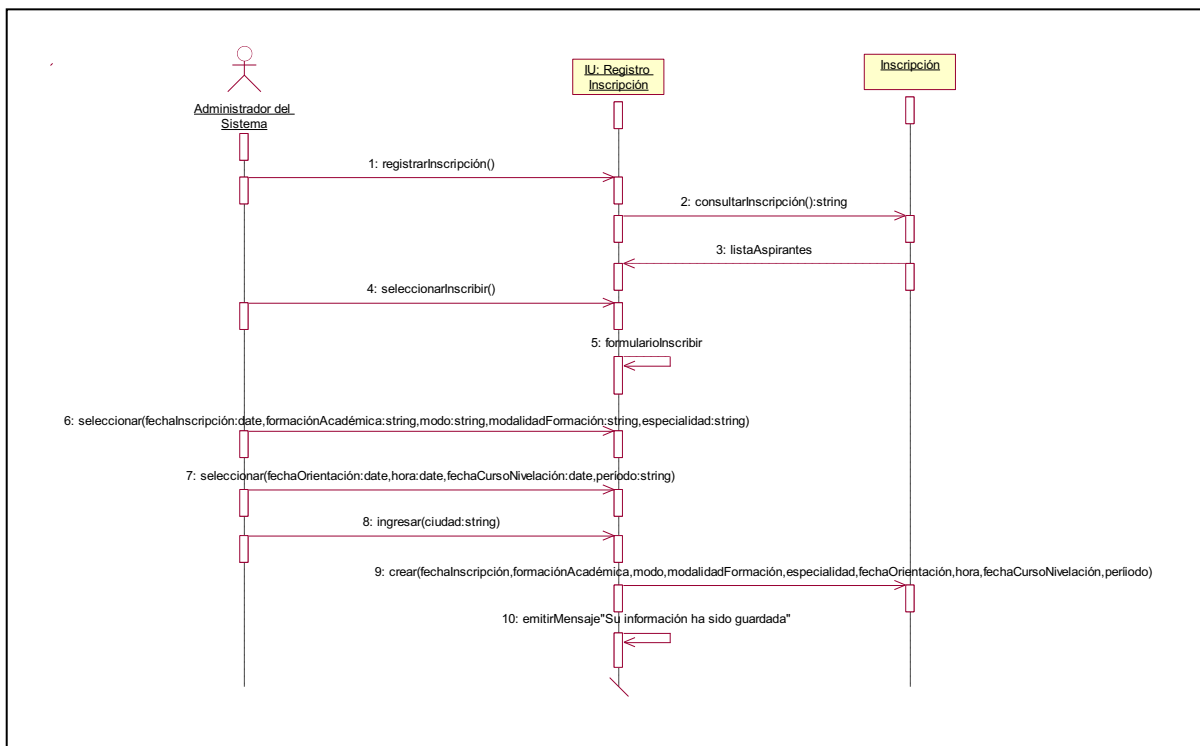 Administrador del
Sistema
IU: Registro
Inscripción
Inscripción
1: registrarInscripción()
2: consultarInscripción():string
3: listaAspirantes
4: seleccionarInscribir()
5: formularioInscribir
6: seleccionar(fechaInscripción:date,formaciónAcadémica:string,modo:string,modalidadFormación:string,especialidad:string)
7: seleccionar(fechaOrientación:date,hora:date,fechaCursoNivelación:date,período:string)
8: ingresar(ciudad:string)
9: crear(fechaInscripción,formaciónAcadémica,modo,modalidadFormación,especialidad,fechaOrientación,hora,fechaCursoNivelación,períiodo)
10: emitirMensaje"Su información ha sido guardada"